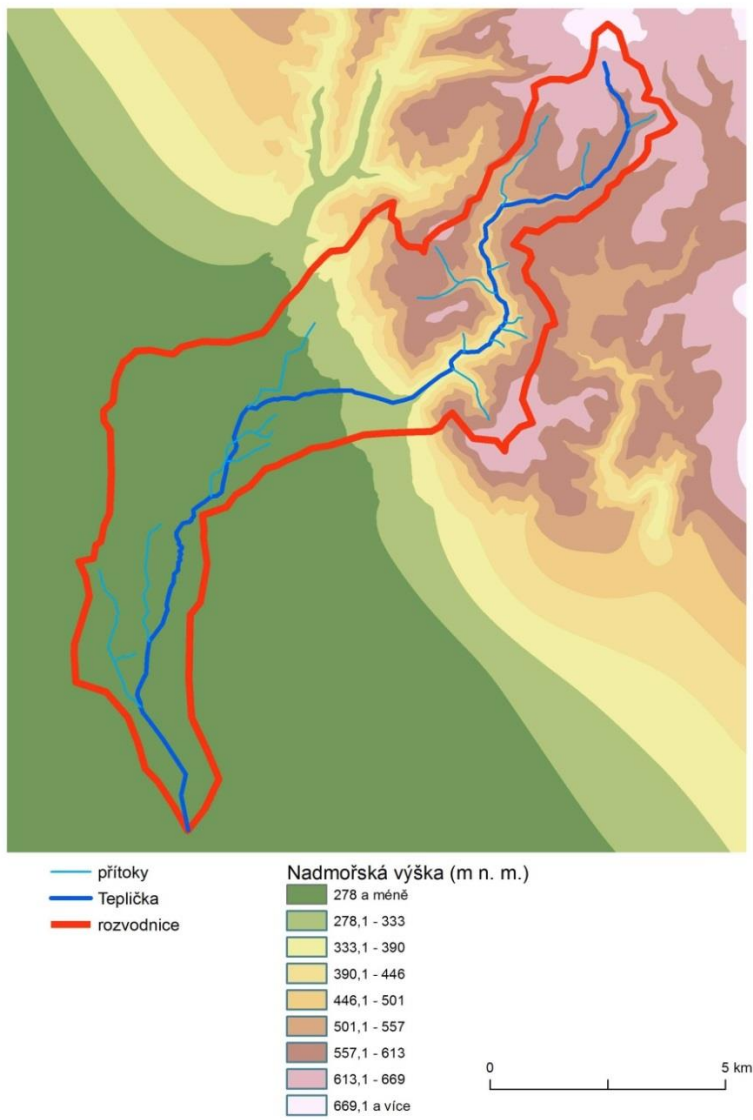 přítoky
Teplička
rozvodnice
Nadmořská výška (m n. m.)
278 a méně
278,1 - 333
333,1 - 390
390,1 - 446
446,1 - 501
501,1 - 557
557,1 - 613
613,1 - 669
669,1 a více
0 5 km